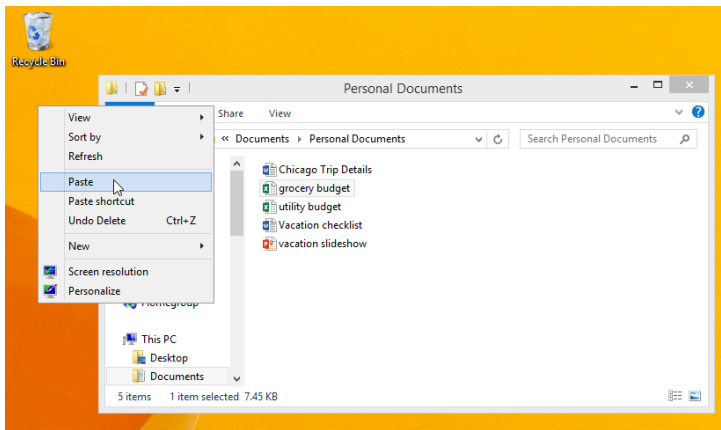 Recycle Bin
Personal Documents
Share View
« Documents Personal Documents
Search Personal Documents
View
Sort by
Refresh
Paste
Paste shortcut
Undo Delete Ctrl+Z
New
Screen resolution
Personalize
Chicago Trip Details
grocery budget
utility budget
Vacation checklist
vacation slideshow
Homegroup
This PC
Desktop
Documents
5 items 1 item selected 7.45 KB